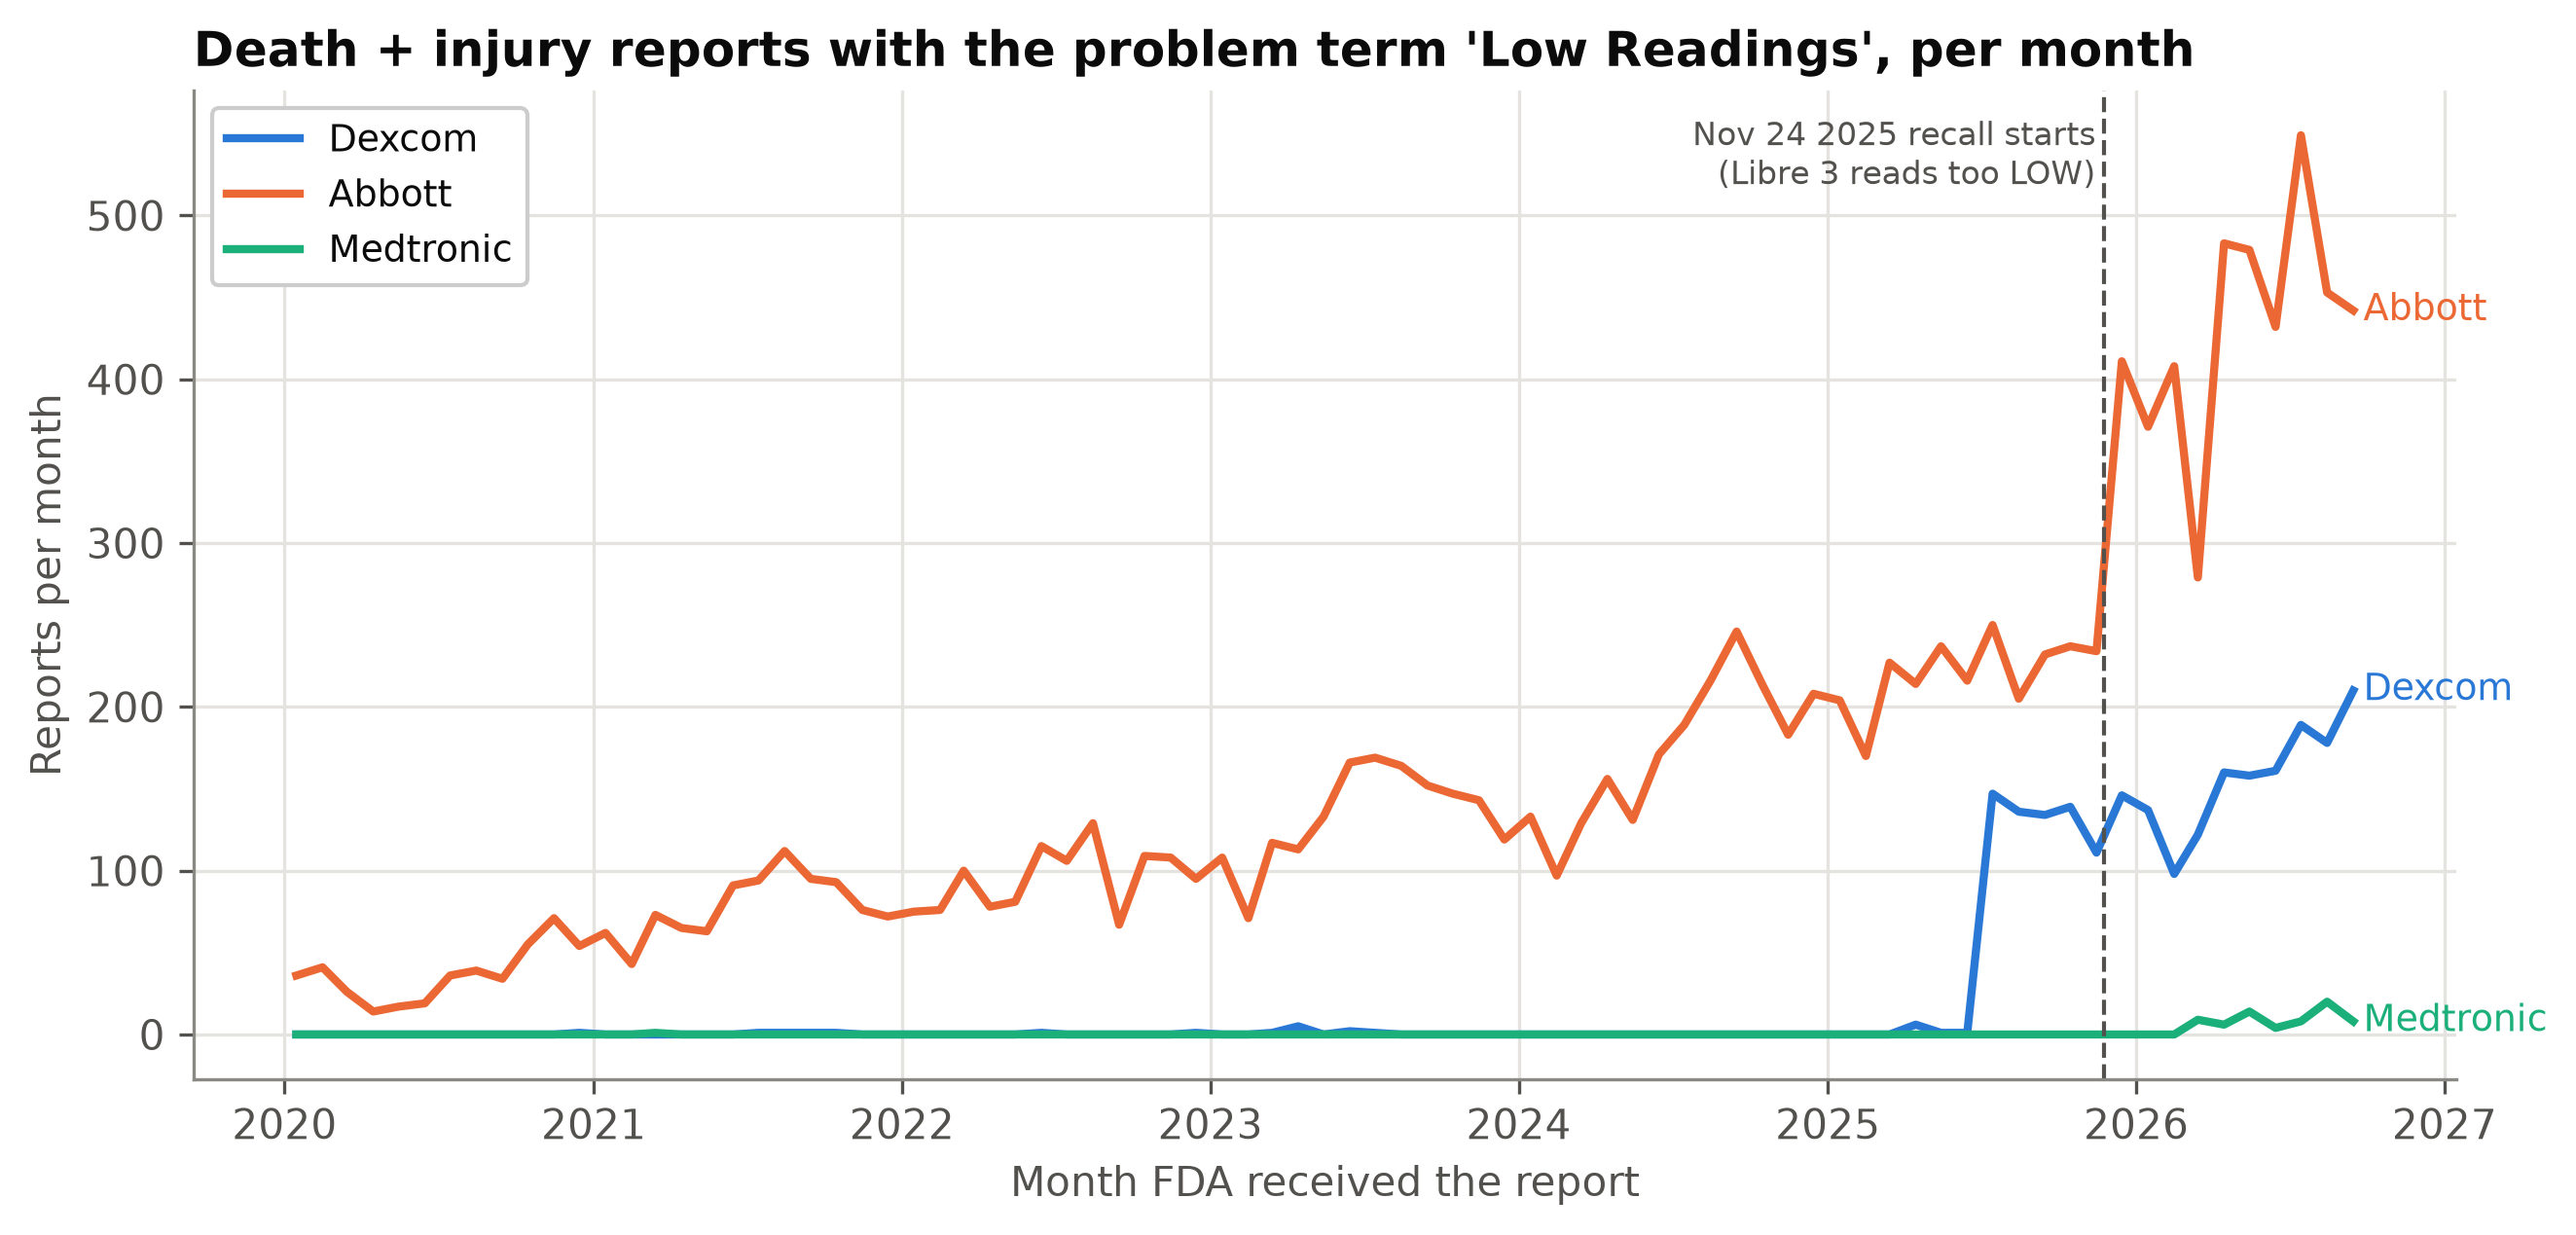 Death + injury reports with the problem term 'Low Readings', per month
Dexcom
Abbott
Medtronic
Nov 24 2025 recall starts
(Libre 3 reads too LOW)
Reports per month
500
400
300
200
100
0
Abbott
Dexcom
Medtronic
2020
2021
2022
2023
2024
2025
2026
2027
Month FDA received the report